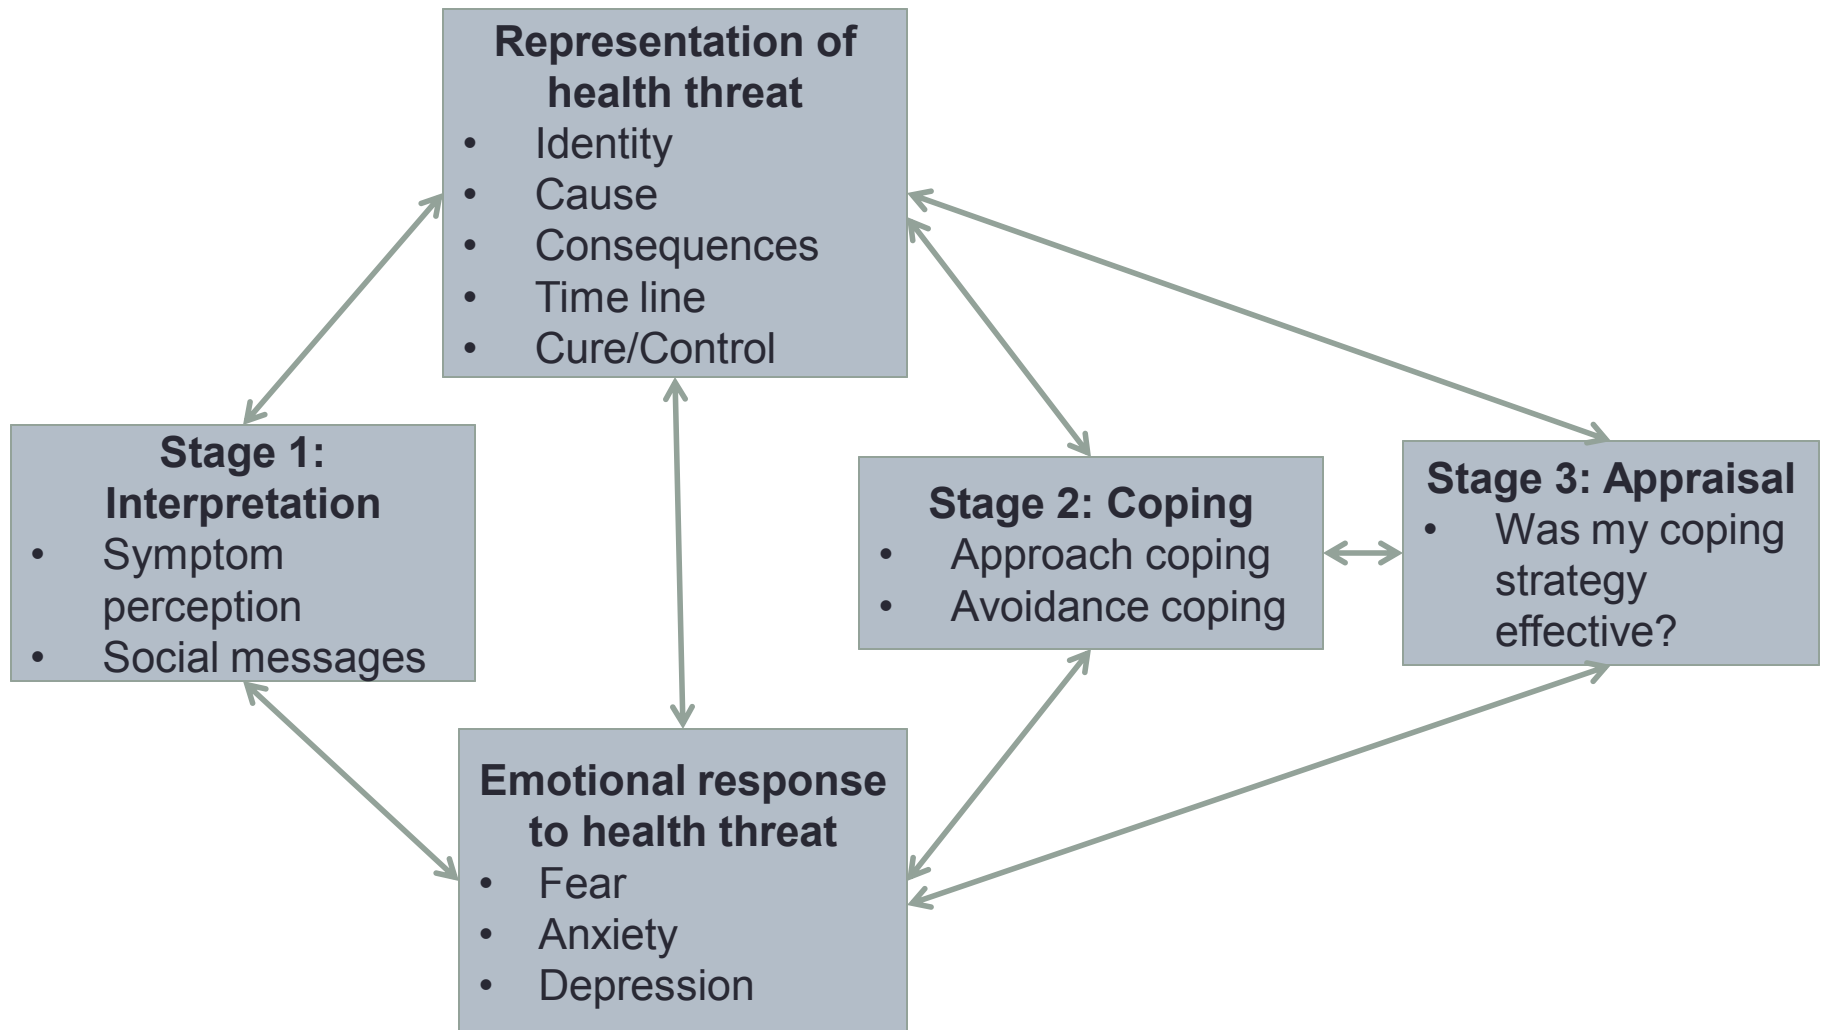 Representation of
health threat
• Identity
• Cause
• Consequences
• Time line
• Cure/Control
Stage 1:
Interpretation
• Symptom
perception
• Social messages
Stage 2: Coping
• Approach coping
• Avoidance coping
Stage 3: Appraisal
• Was my coping
strategy
effective?
Emotional response
to health threat
• Fear
• Anxiety
• Depression